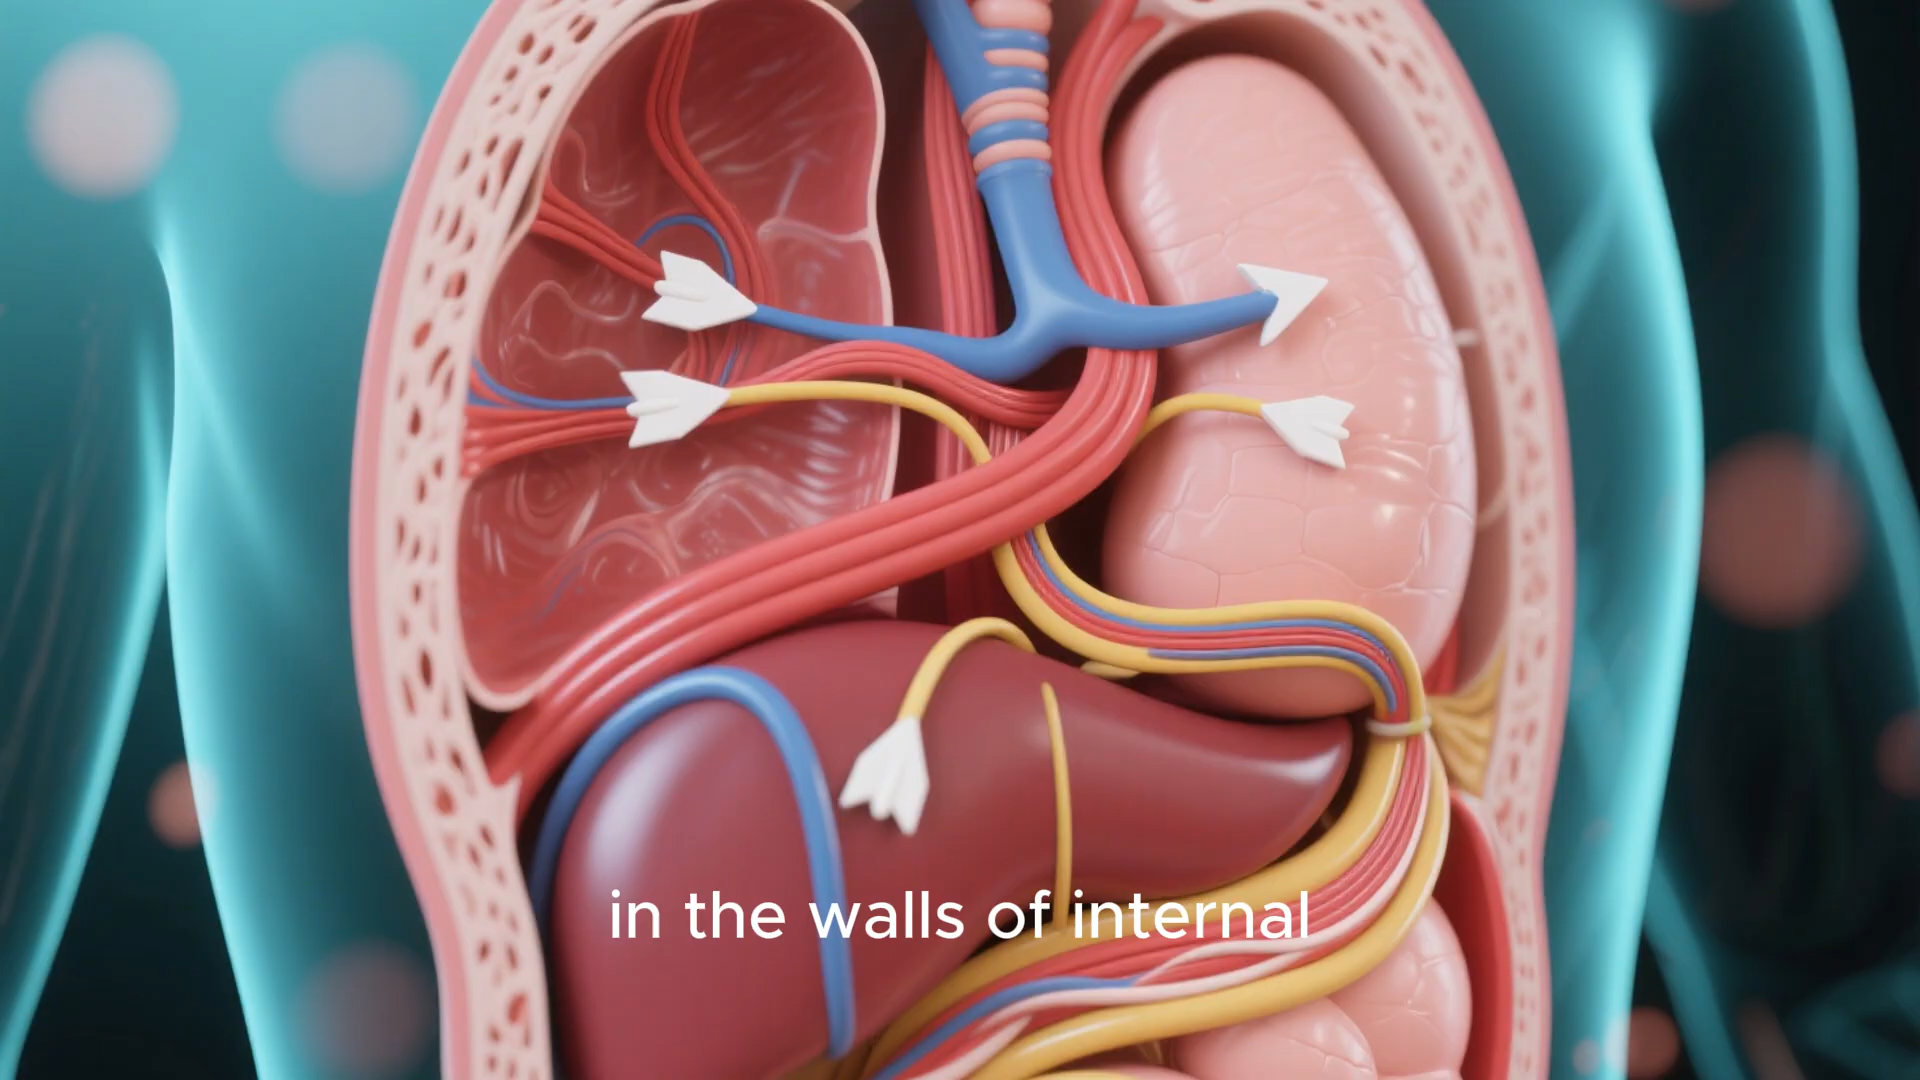 in the walls of internal